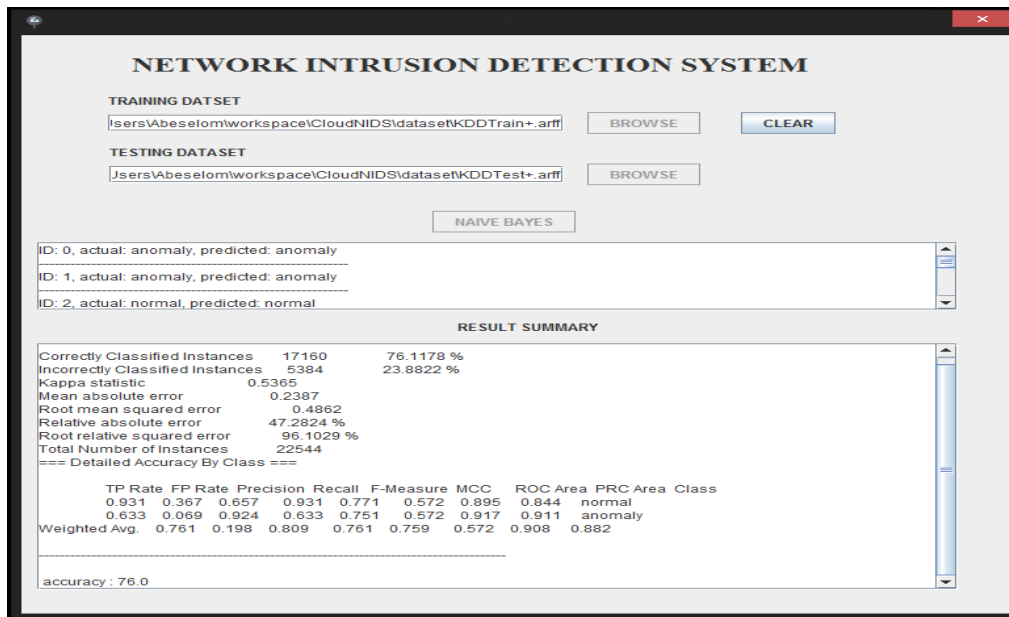 NETWORK INTRUSION DETECTION SYSTEM
TRAINING DATSET
Isers\Abeselom\workspace\CloudNIDS\dataset\KDDTrain+.arff BROWSE CLEAR
TESTING DATASET
Jsers\Abeselom\workspace\CloudNIDS\dataset\KDDTest+.arff BROWSE
NAIVE BAYES
ID: 0, actual: anomaly, predicted: anomaly
ID: 1, actual: anomaly, predicted: anomaly
ID: 2, actual: normal, predicted: normal
RESULT SUMMARY
Correctly Classified Instances 17160 76.1178 %
Incorrectly Classified Instances 5384 23.8822 %
Kappa statistic 0.5365
Mean absolute error 0.2387
Root mean squared error 0.4862
Relative absolute error 47.2824 %
Root relative squared error 96.1029 %
Total Number of Instances 22544
=== Detailed Accuracy By Class ===
TP Rate FP Rate Precision Recall F-Measure MCC ROC Area PRC Area Class
0.931 0.367 0.657 0.931 0.771 0.572 0.895 0.844 normal
0.633 0.069 0.924 0.633 0.751 0.572 0.917 0.911 anomaly
Weighted Avg. 0.761 0.198 0.809 0.761 0.759 0.572 0.908 0.882
accuracy : 76.0